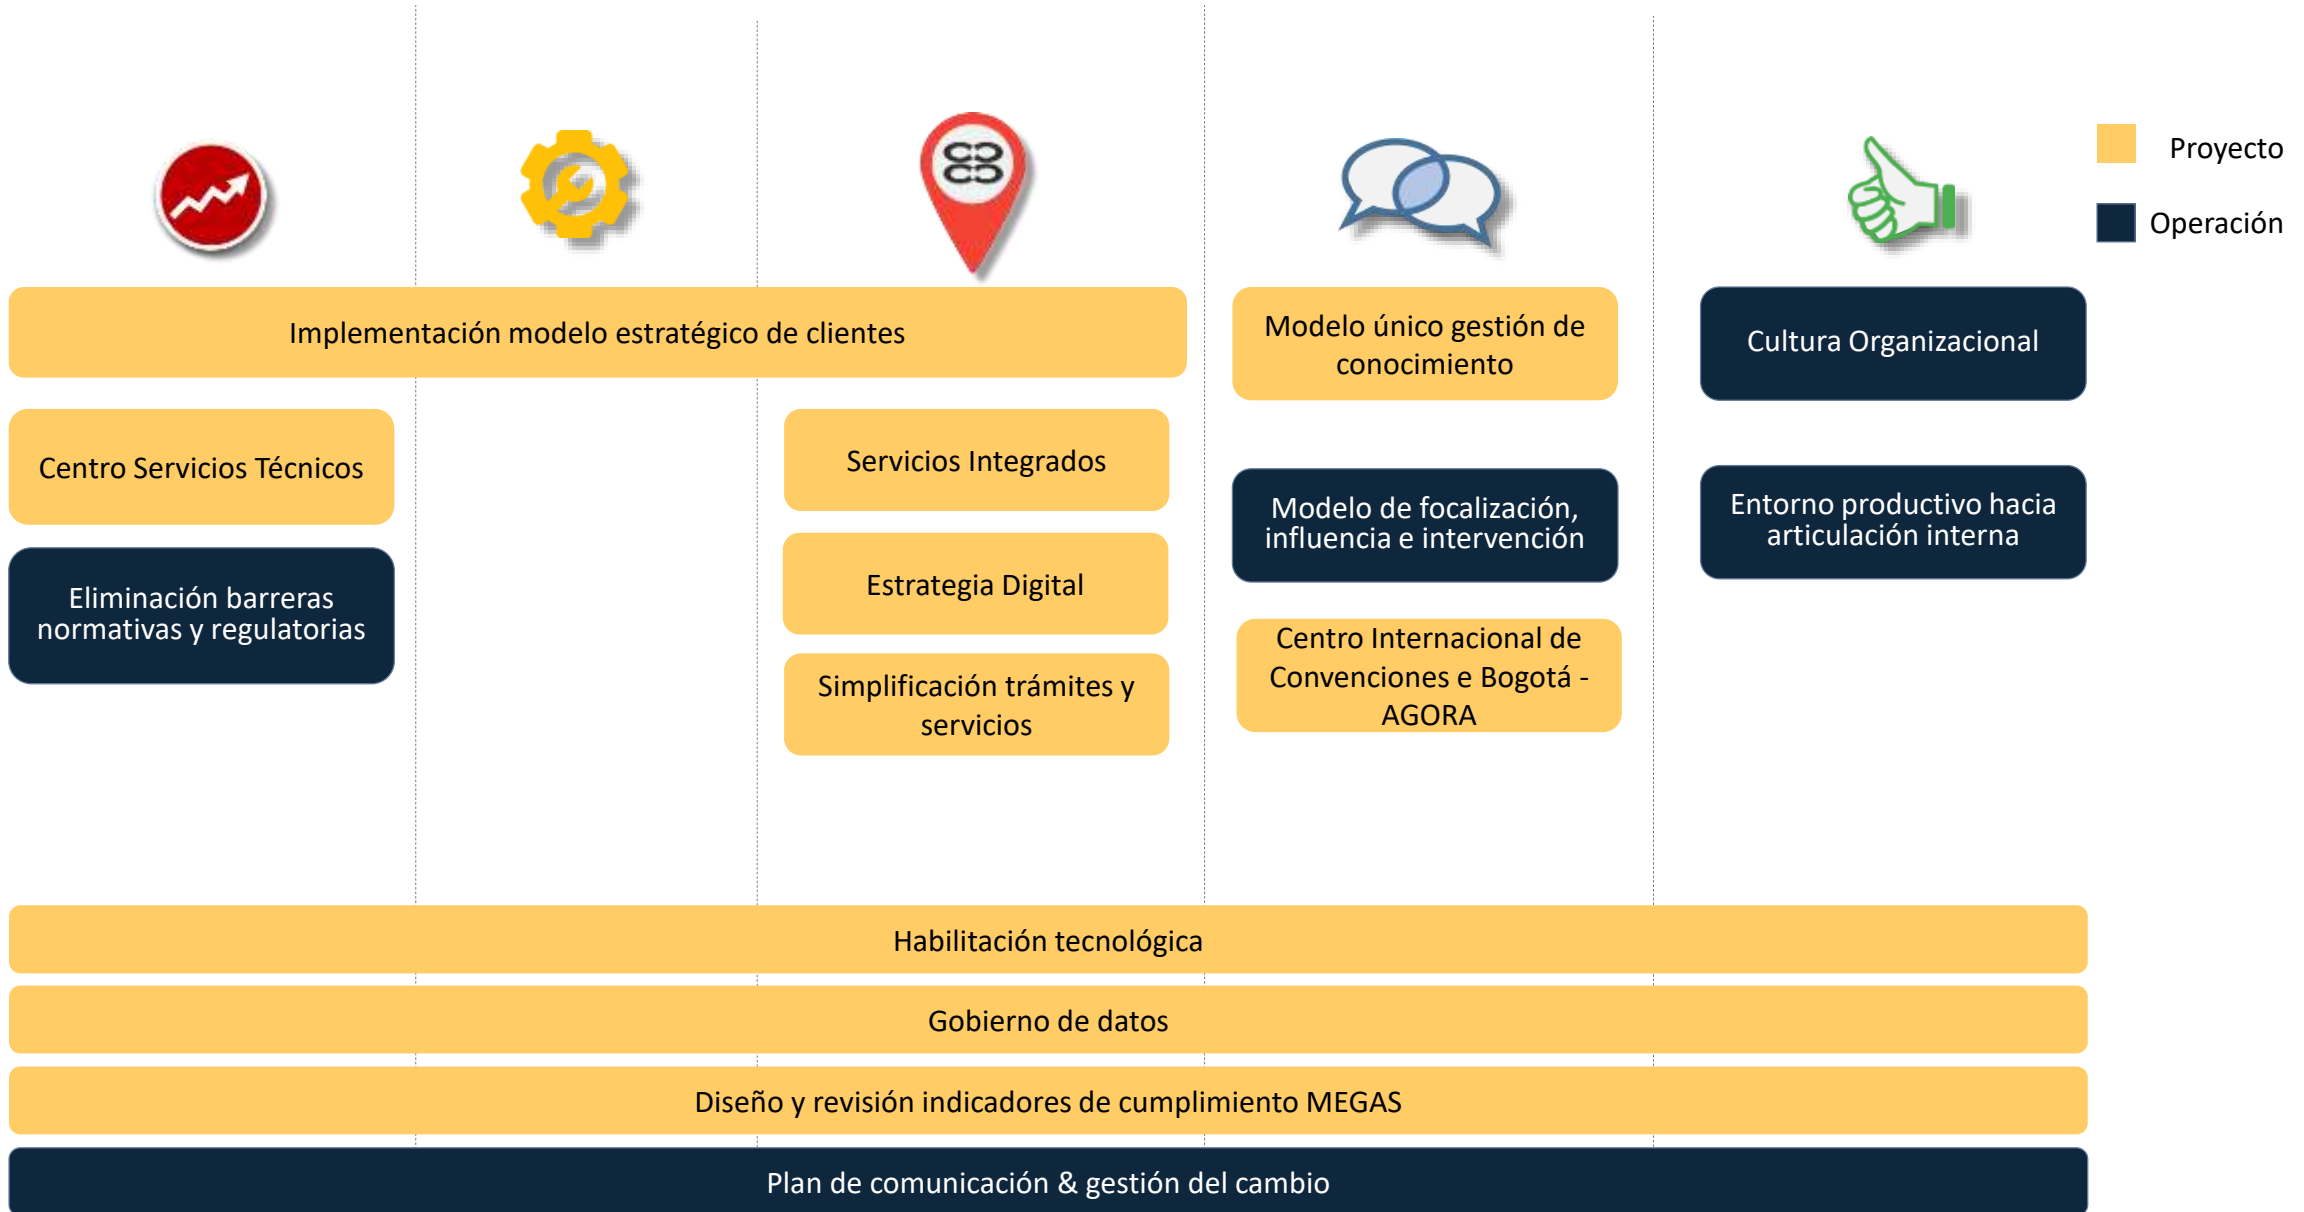 Proyecto
Operación
Implementación modelo estratégico de clientes
Modelo único gestión de
conocimiento
Cultura Organizacional
Centro Servicios Técnicos
Servicios Integrados
Modelo de focalización,
influencia e intervención
Entorno productivo hacia
articulación interna
Eliminación barreras
normativas y regulatorias
Estrategia Digital
Centro Internacional de
Convenciones e Bogotá -
AGORA
Simplificación trámites y
servicios
Habilitación tecnológica
Gobierno de datos
Diseño y revisión indicadores de cumplimiento MEGAS
Plan de comunicación & gestión del cambio